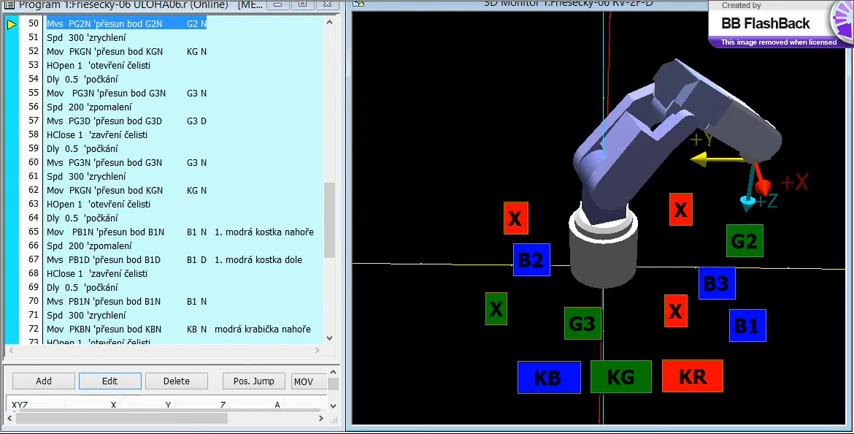 Program 1:Friesecky-06 ULOHA06.r (Online) [ME...
50 Mvs PG2N 'přesun bod G2N G2 N
51 Spd 300 'zrychlení
52 Mov PKGN 'přesun bod KGN KG N
53 HOpen 1 'otevření čelisti
54 Dly 0.5 'počkání
55 Mov PG3N 'přesun bod G3N G3 N
56 Spd 200 'zpomalení
57 Mvs PG3D 'přesun bod G3D G3 D
58 HClose 1 'zavření čelisti
59 Dly 0.5 'počkání
60 Mvs PG3N 'přesun bod G3N G3 N
61 Spd 300 'zrychlení
62 Mov PKGN 'přesun bod KGN KG N
63 HOpen 1 'otevření čelisti
64 Dly 0.5 'počkání
65 Mov PB1N 'přesun bod B1N B1 N 1. modrá kostka nahoře
66 Spd 200 'zpomalení
67 Mvs PB1D 'přesun bod B1D B1 D 1. modrá kostka dole
68 HClose 1 'zavření čelisti
69 Dly 0.5 'počkání
70 Mvs PB1N 'přesun bod B1N B1 N
71 Spd 300 'zrychlení
72 Mov PKBN 'přesun bod KBN KB N modrá krabička nahoře
73 HOpen 1 'otevření čelisti
Add Edit Delete Pos. Jump MOV
XYZ X Y Z A
3D Monitor 1:Friesecky-06 RV-2F-D
Created by
BB FlashBack
This image removed when licensed
+Y
+X
+Z
X X
G2
B2
B3
X X
G3
B1
KB KG KR